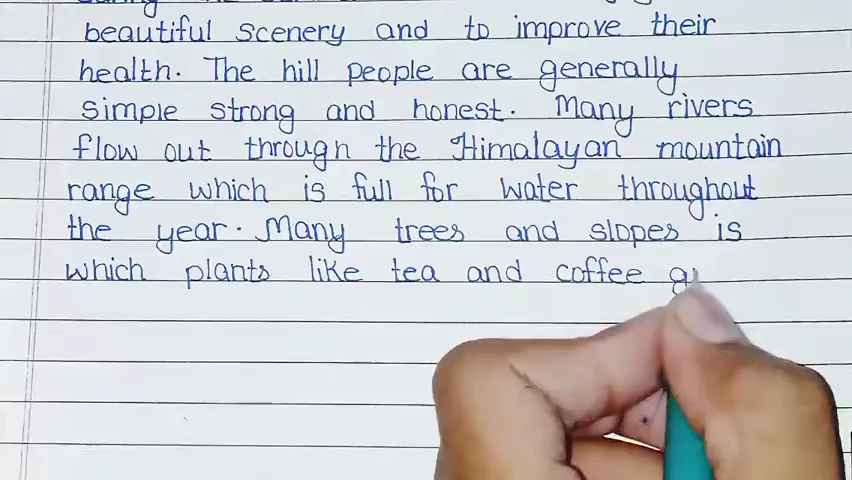 beautiful scenery and to improve their
health. The hill people are generally
simple strong and honest. Many rivers
flow out through the Himalayan mountain
range which is full for water throughout
the year. Many trees and slopes is
which plants like tea and coffee